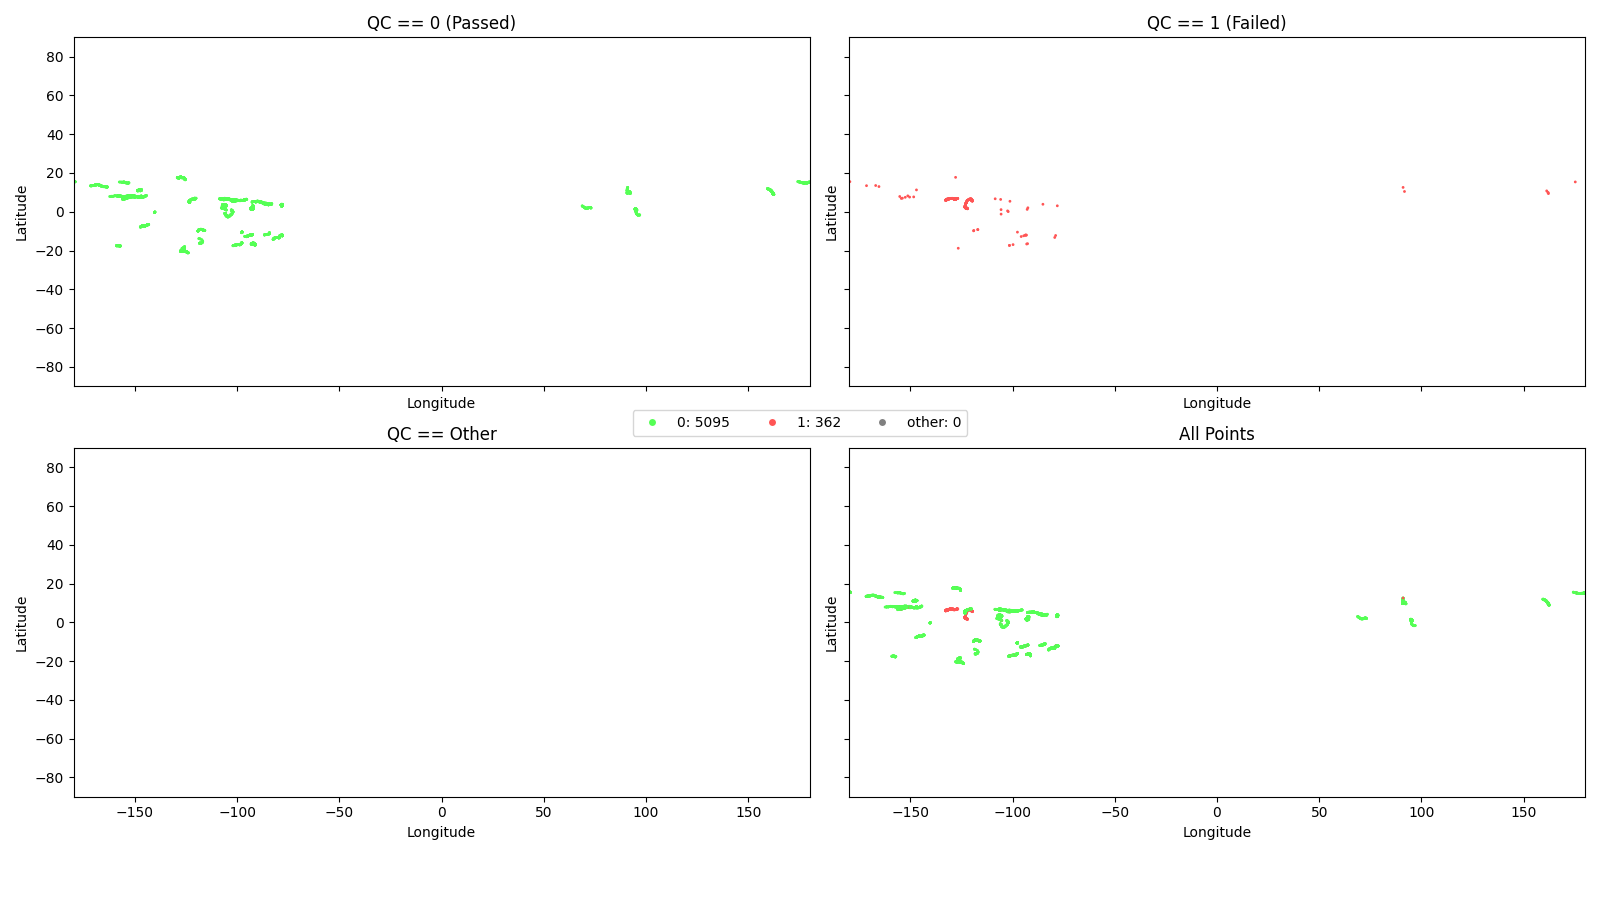 QC == 0 (Passed)
QC == 1 (Failed)
80
60
40
20
0
−20
−40
−60
−80
Latitude
Latitude
−150
−100
−50
0
50
100
150
Longitude
Longitude
0: 5095
1: 362
other: 0
QC == Other
All Points
80
60
40
20
0
−20
−40
−60
−80
Latitude
Latitude
−150
−100
−50
0
50
100
150
Longitude
Longitude